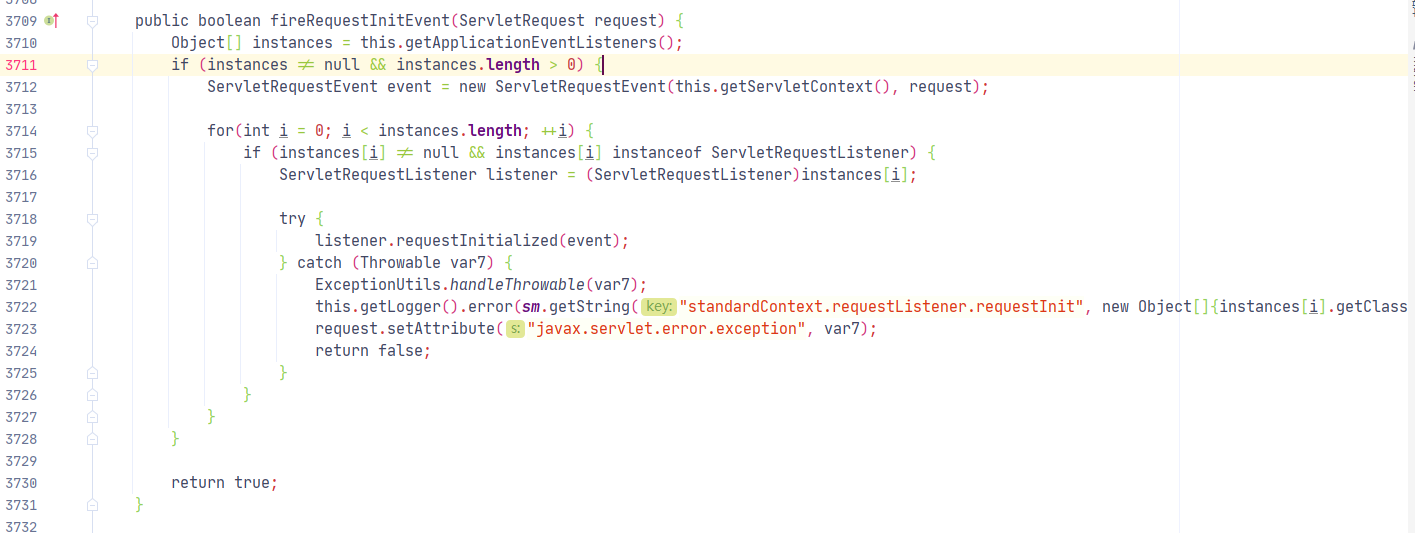 3709 public boolean fireRequestInitEvent(ServletRequest request) {
3710 Object[] instances = this.getApplicationEventListeners();
3711 if (instances ≠ null && instances.length > 0) {
3712 ServletRequestEvent event = new ServletRequestEvent(this.getServletContext(), request);
3713
3714 for(int i = 0; i < instances.length; ++i) {
3715 if (instances[i] ≠ null && instances[i] instanceof ServletRequestListener) {
3716 ServletRequestListener listener = (ServletRequestListener)instances[i];
3717
3718 try {
3719 listener.requestInitialized(event);
3720 } catch (Throwable var7) {
3721 ExceptionUtils.handleThrowable(var7);
3722 this.getLogger().error(sm.getString( key: "standardContext.requestListener.requestInit", new Object[]{instances[i].getClass
3723 request.setAttribute( s: "javax.servlet.error.exception", var7);
3724 return false;
3725 }
3726 }
3727 }
3728 }
3729
3730 return true;
3731 }
3732